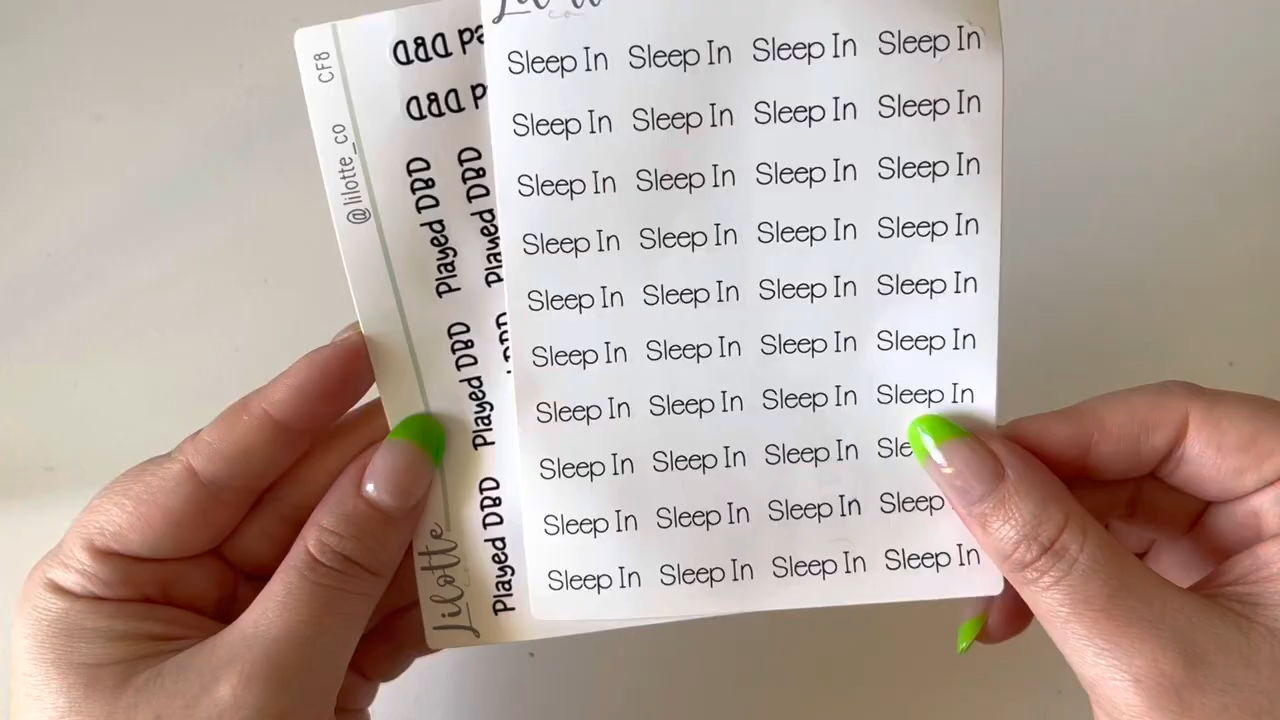 Sleep In Sleep In Sleep In Sleep In
Sleep In Sleep In Sleep In Sleep In
Sleep In Sleep In Sleep In Sleep In
Sleep In Sleep In Sleep In Sleep In
Sleep In Sleep In Sleep In Sleep In
Sleep In Sleep In Sleep In Sleep In
Sleep In Sleep In Sleep In Sleep In
Sleep In Sleep In Sleep In
Sleep In Sleep In Sleep In Sleep
Sleep In Sleep In Sleep In Sleep In
Lilotte
co
@lilotte_co CF8
Played DBD Played DBD Played DBD
Played DBD
DBD
DBD